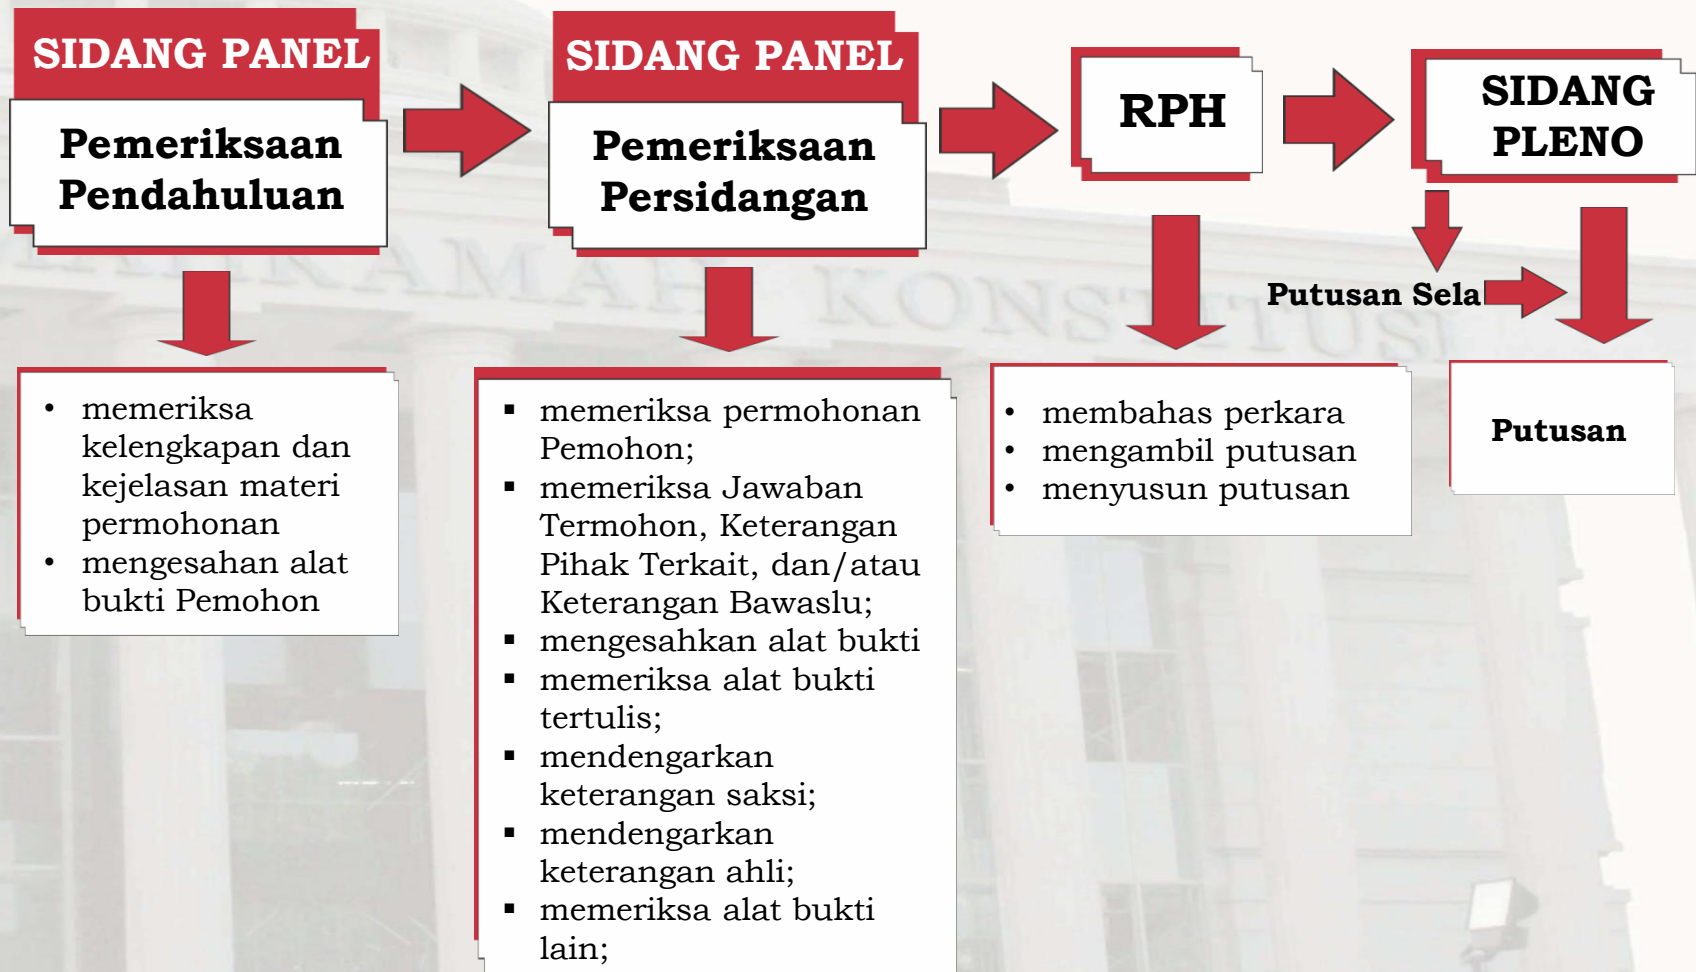 SIDANG PANEL
Pemeriksaan
Pendahuluan
SIDANG PANEL
Pemeriksaan
Persidangan
RPH
SIDANG
PLENO
Putusan Sela
MAHKAMAH KONSTITUSI
• memeriksa
kelengkapan dan
kejelasan materi
permohonan
• mengesahan alat
bukti Pemohon
▪ memeriksa permohonan
Pemohon;
▪ memeriksa Jawaban
Termohon, Keterangan
Pihak Terkait, dan/atau
Keterangan Bawaslu;
▪ mengesahkan alat bukti
▪ memeriksa alat bukti
tertulis;
▪ mendengarkan
keterangan saksi;
▪ mendengarkan
keterangan ahli;
▪ memeriksa alat bukti
lain;
• membahas perkara
• mengambil putusan
• menyusun putusan
Putusan